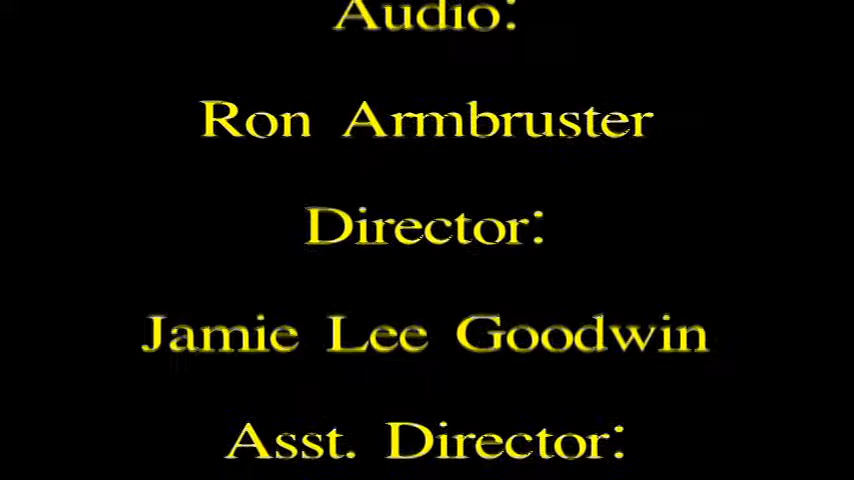 Audio:
Ron Armbruster
Director:
Jamie Lee Goodwin
Asst. Director: